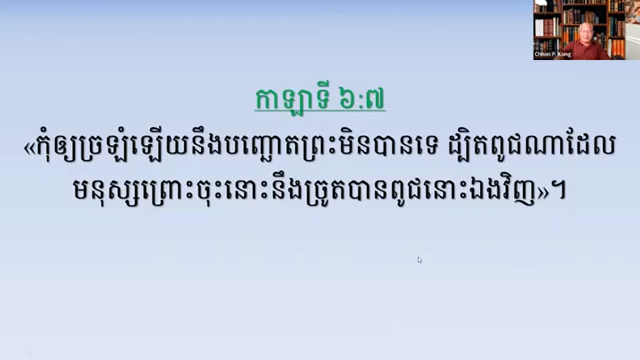 Chhon P. Kong
កាឡាទី ៦:៧
«កុំឲ្យច្រឡំឡើយនឹងបញ្ឆោតព្រះមិនបានទេ ដ្បិតពូជណាដែល
មនុស្សព្រោះចុះនោះនឹងច្រូតបានពូជនោះឯងវិញ»។